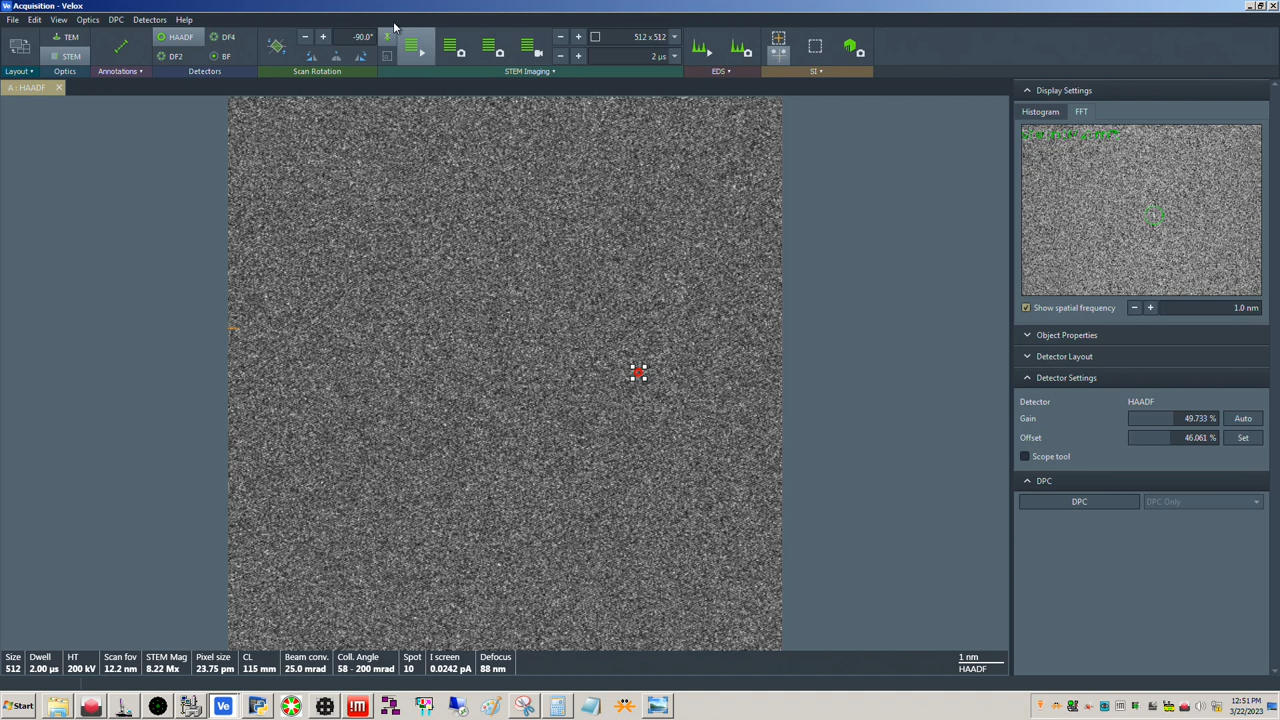 Ve Acquisition - Velox
File Edit View Optics DPC Detectors Help
TEM
STEM
HAADF
DF4
DF2
BF
-90.0°
512 x 512
2 µs
Layout
Optics
Annotations
Detectors
Scan Rotation
STEM Imaging
EDS
SI
A : HAADF
Display Settings
Histogram FFT
Show spatial frequency
1.0 nm
Object Properties
Detector Layout
Detector Settings
Detector HAADF
Gain 49.733 % Auto
Offset 46.061 % Set
Scope tool
DPC
DPC DPC Only
Size Dwell HT Scan fov STEM Mag Pixel size CL Beam conv. Coll. Angle Spot I screen Defocus
512 2.00 µs 200 kV 12.2 nm 8.22 Mx 23.75 pm 115 mm 25.0 mrad 58 - 200 mrad 10 0.0242 pA 88 nm
1 nm
HAADF
Start
Ve
12:51 PM
3/22/2023